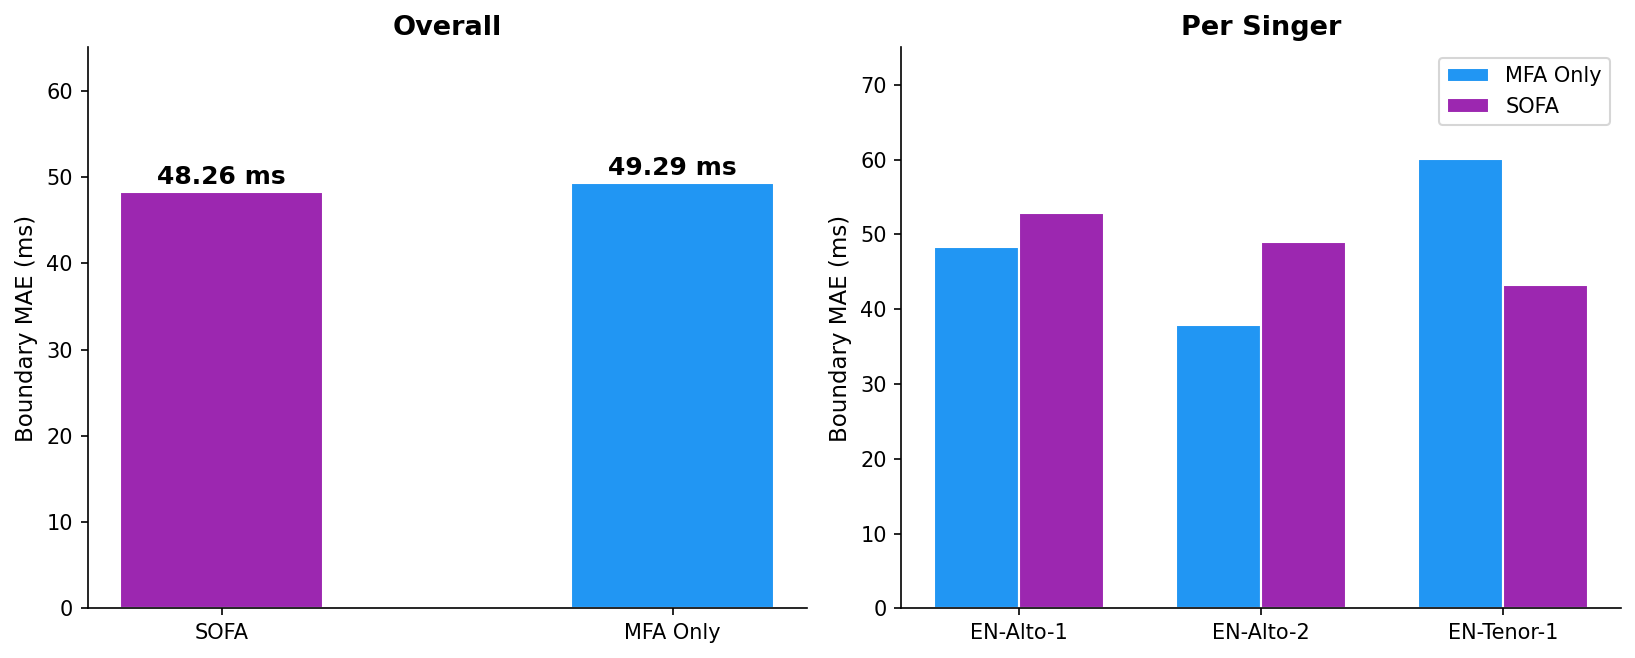 Overall
Boundary MAE (ms)
60
50
40
30
20
10
0
48.26 ms
49.29 ms
SOFA
MFA Only
Per Singer
Boundary MAE (ms)
70
60
50
40
30
20
10
0
MFA Only
SOFA
EN-Alto-1
EN-Alto-2
EN-Tenor-1